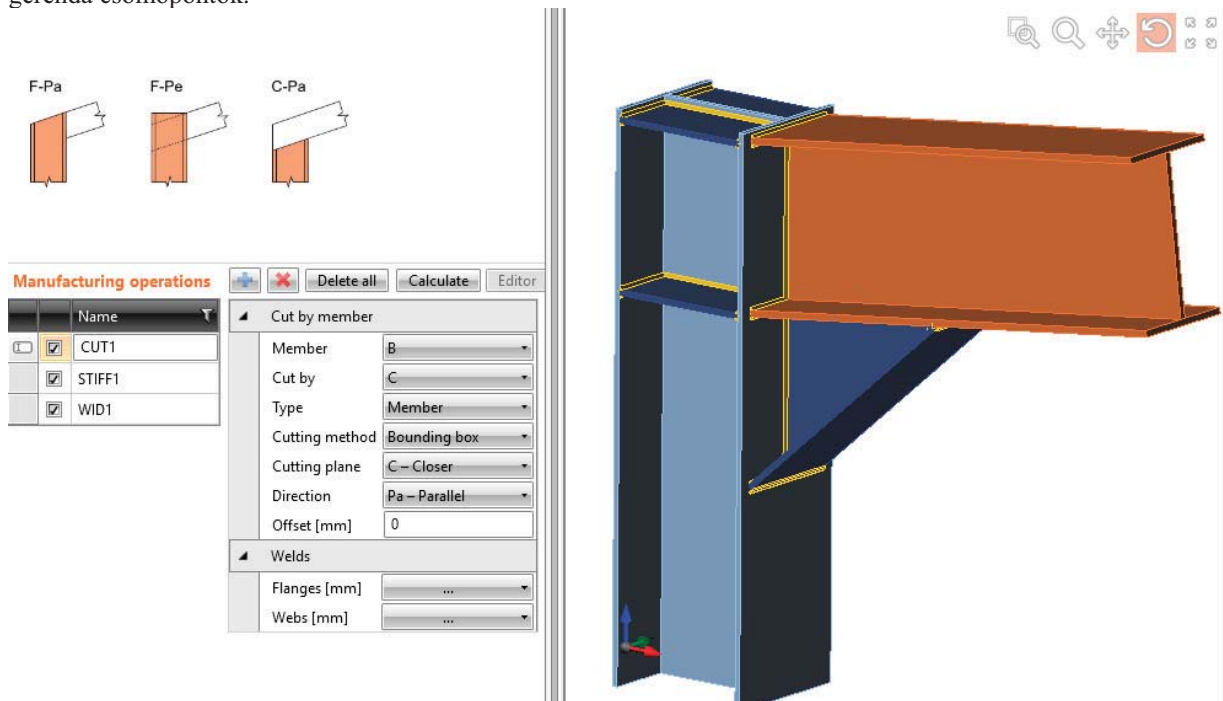 gerenda csomópontok.
F-Pa F-Pe C-Pa
Manufacturing operations Delete all Calculate Editor
Name
CUT1
STIFF1
WID1
Cut by member
Member B
Cut by C
Type Member
Cutting method Bounding box
Cutting plane C – Closer
Direction Pa – Parallel
Offset [mm] 0
Welds
Flanges [mm] ...
Webs [mm] ...